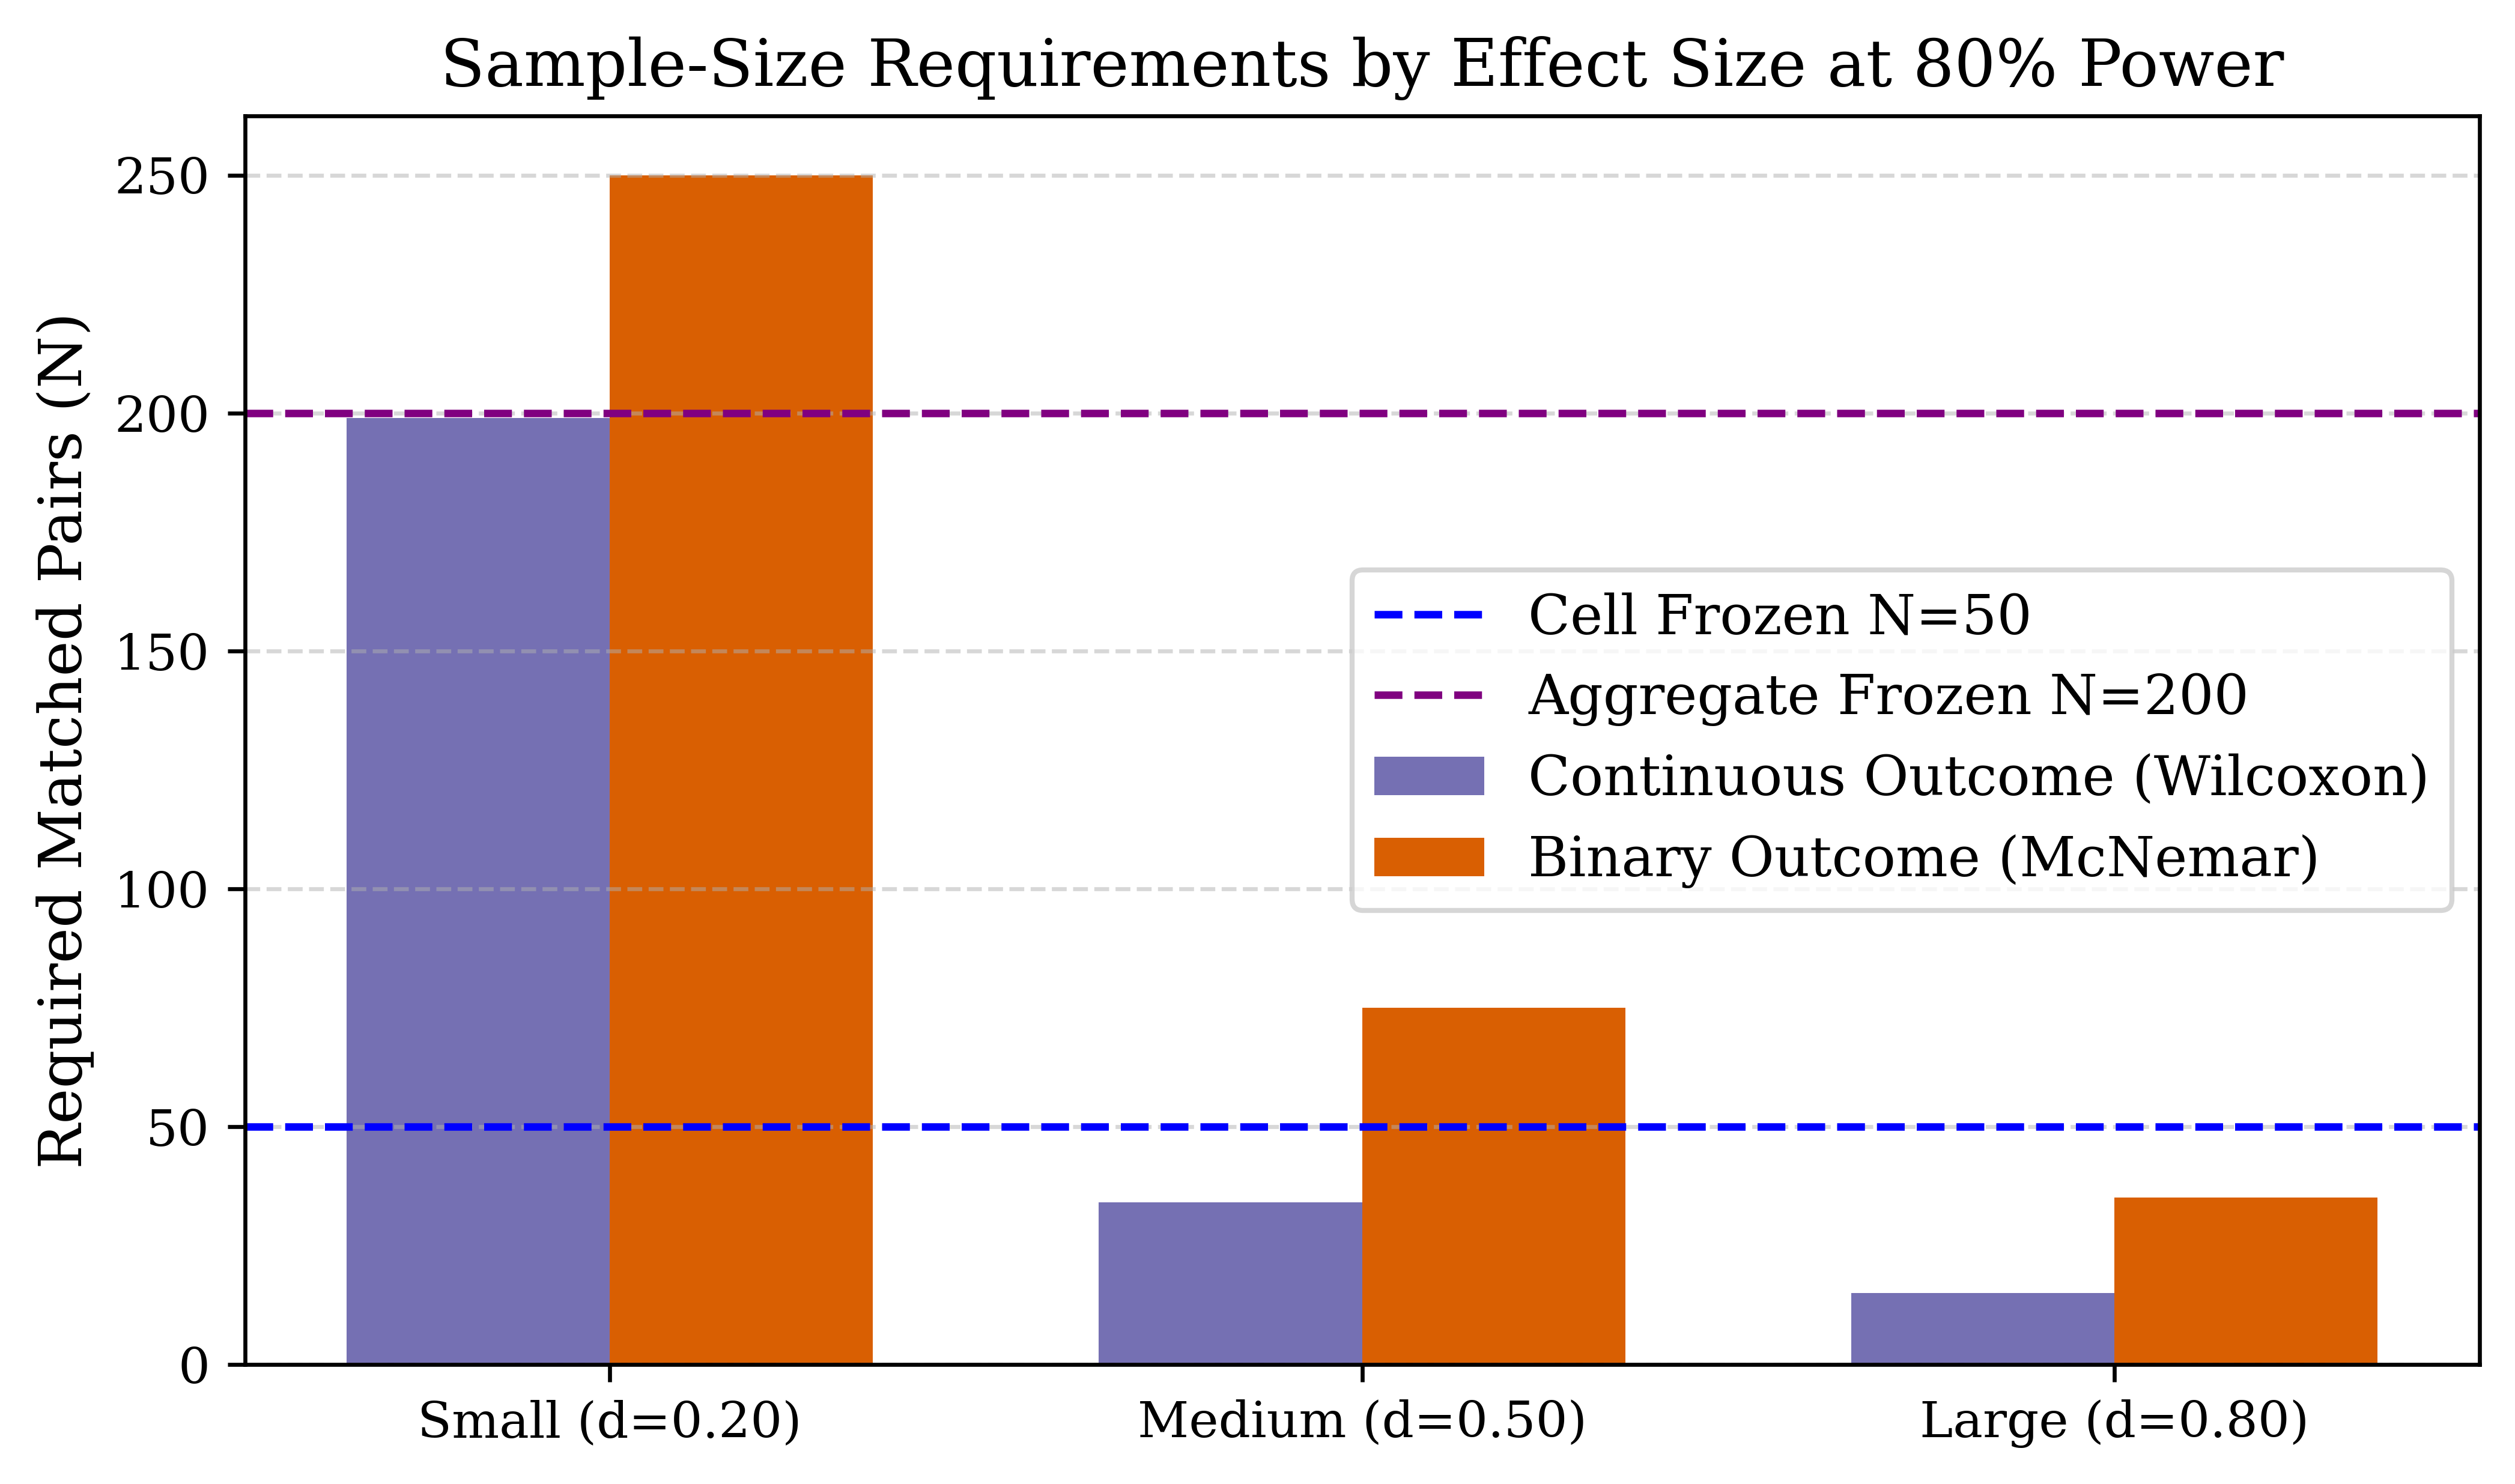 Sample-Size Requirements by Effect Size at 80% Power
Required Matched Pairs (N)
250
200
150
100
50
0
Cell Frozen N=50
Aggregate Frozen N=200
Continuous Outcome (Wilcoxon)
Binary Outcome (McNemar)
Small (d=0.20)
Medium (d=0.50)
Large (d=0.80)